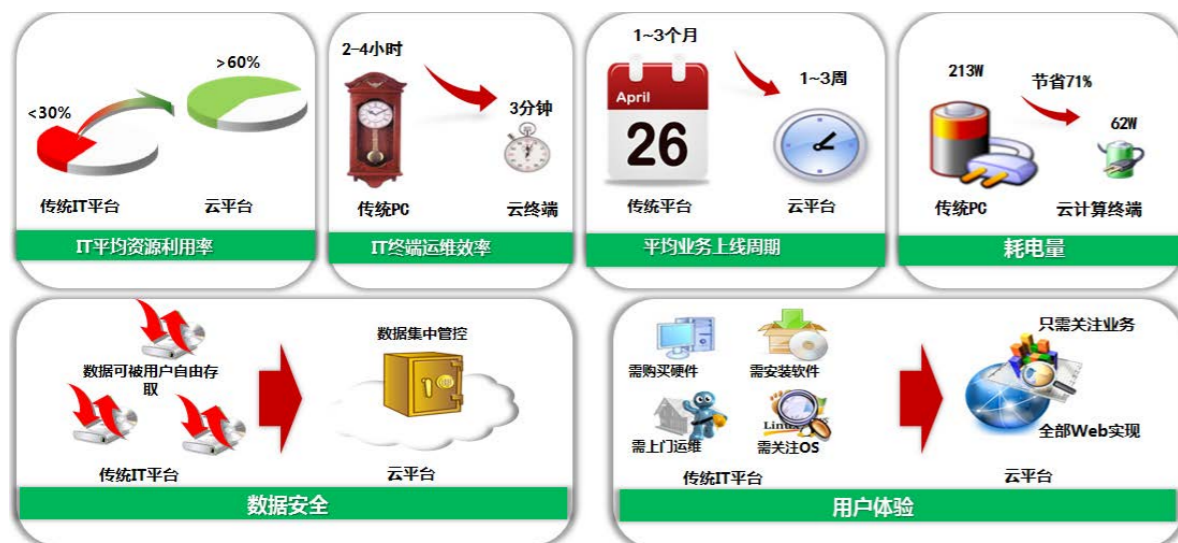 <30%
>60%
传统IT平台
云平台
IT平均资源利用率
2-4小时
3分钟
传统PC
云终端
IT终端运维效率
1~3个月
1~3周
April
26
传统平台
云平台
平均业务上线周期
213W
节省71%
62W
传统PC
云计算终端
耗电量
数据可被用户自由存
取
数据集中管控
传统IT平台
云平台
数据安全
需购买硬件
需安装软件
需上门运维
需关注OS
传统IT平台
只需关注业务
全部Web实现
云平台
用户体验